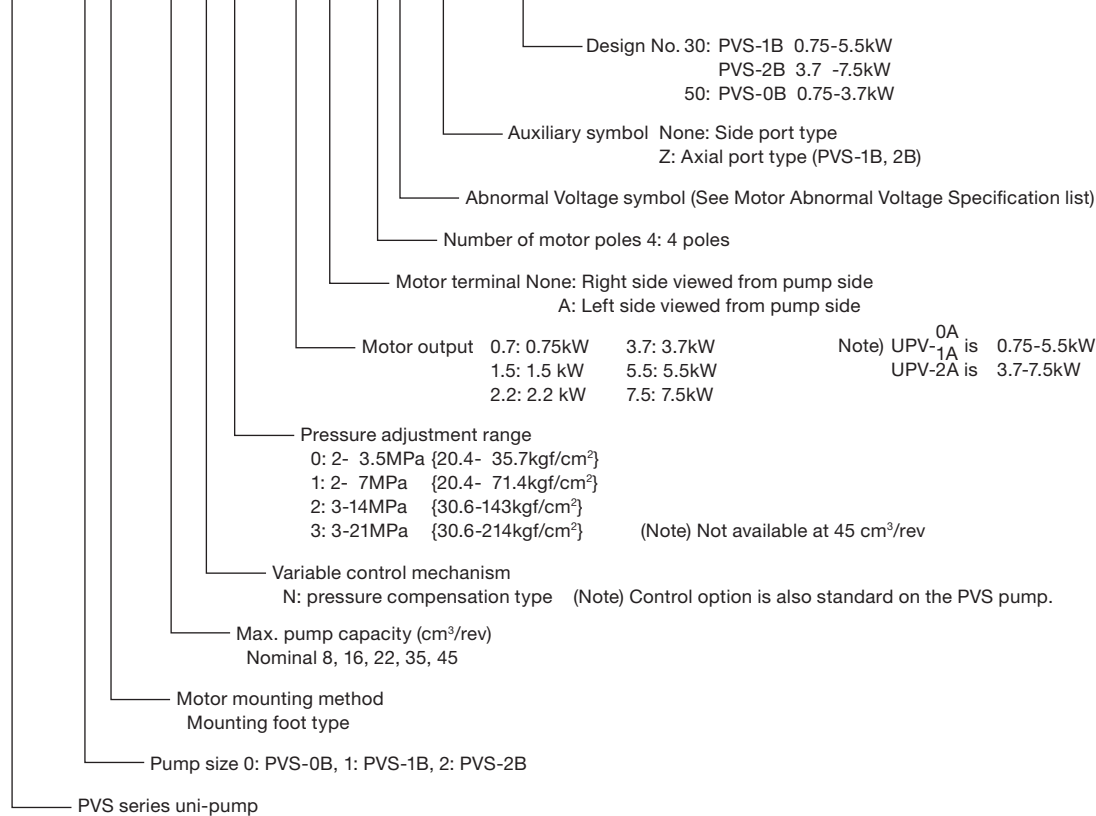 Design No. 30: PVS-1B 0.75-5.5kW
PVS-2B 3.7 -7.5kW
50: PVS-0B 0.75-3.7kW
Auxiliary symbol None: Side port type
Z: Axial port type (PVS-1B, 2B)
Abnormal Voltage symbol (See Motor Abnormal Voltage Specification list)
Number of motor poles 4: 4 poles
Motor terminal None: Right side viewed from pump side
A: Left side viewed from pump side
Motor output 0.7: 0.75kW 3.7: 3.7kW Note) UPV-0A 1A is 0.75-5.5kW
1.5: 1.5 kW 5.5: 5.5kW UPV-2A is 3.7-7.5kW
2.2: 2.2 kW 7.5: 7.5kW
Pressure adjustment range
0: 2- 3.5MPa {20.4- 35.7kgf/cm²}
1: 2- 7MPa {20.4- 71.4kgf/cm²}
2: 3-14MPa {30.6-143kgf/cm²}
3: 3-21MPa {30.6-214kgf/cm²} (Note) Not available at 45 cm³/rev
Variable control mechanism
N: pressure compensation type (Note) Control option is also standard on the PVS pump.
Max. pump capacity (cm³/rev)
Nominal 8, 16, 22, 35, 45
Motor mounting method
Mounting foot type
Pump size 0: PVS-0B, 1: PVS-1B, 2: PVS-2B
PVS series uni-pump